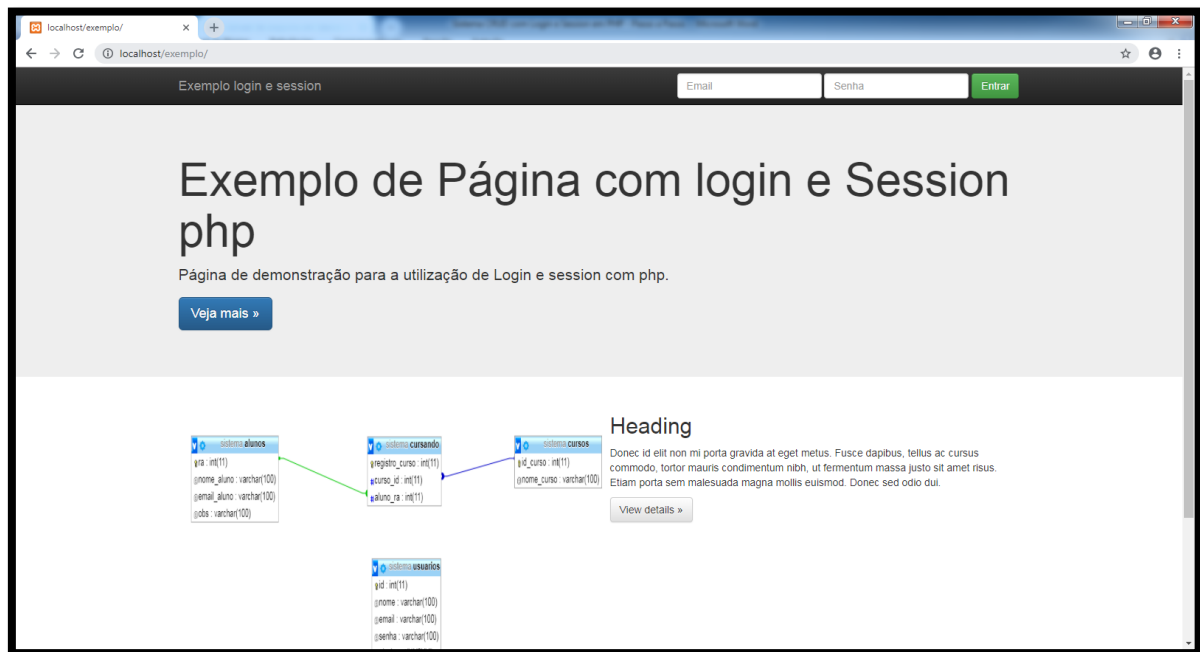 localhost/exemplo/
localhost/exemplo/
Exemplo login e session
Email
Senha
Entrar
Exemplo de Página com login e Session
php
Página de demonstração para a utilização de Login e session com php.
Veja mais »
sistema alunos
ra : int(11)
nome_aluno : varchar(100)
email_aluno : varchar(100)
obs : varchar(100)
sistema cursando
registro_curso : int(11)
curso_id : int(11)
aluno_ra : int(11)
sistema cursos
id_curso : int(11)
nome_curso : varchar(100)
sistema usuarios
id : int(11)
nome : varchar(100)
email : varchar(100)
senha : varchar(100)
Heading
Donec id elit non mi porta gravida at eget metus. Fusce dapibus, tellus ac cursus
commodo, tortor mauris condimentum nibh, ut fermentum massa justo sit amet risus.
Etiam porta sem malesuada magna mollis euismod. Donec sed odio dui.
View details »